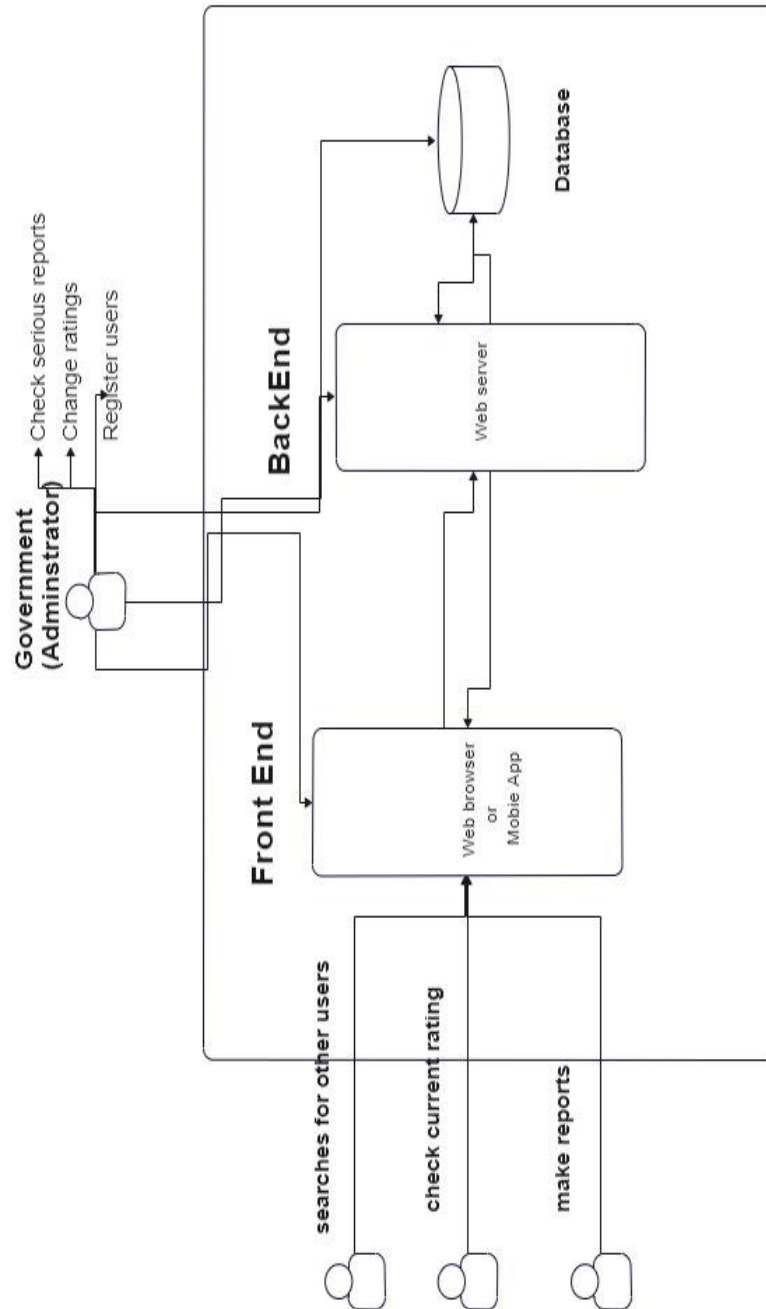 Government
(Adminstrator)
Check serious reports
Change ratings
Register users
Front End
BackEnd
Web browser
or
Mobie App
Web server
Database
searches for other users
check current rating
make reports